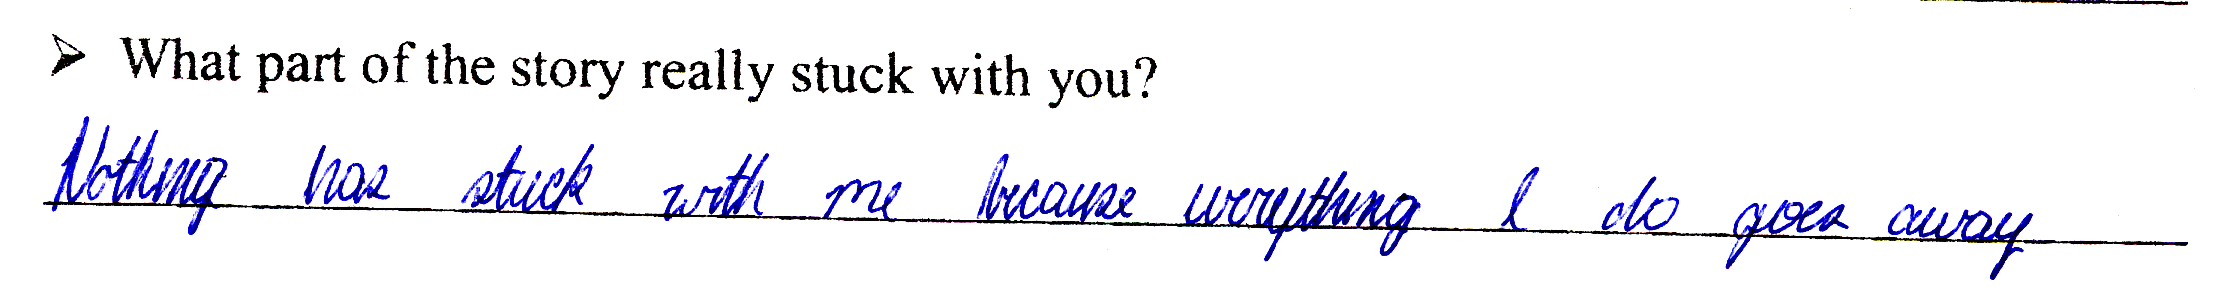 ➢ What part of the story really stuck with you?
Nothing has stuck with me because everything I do goes away